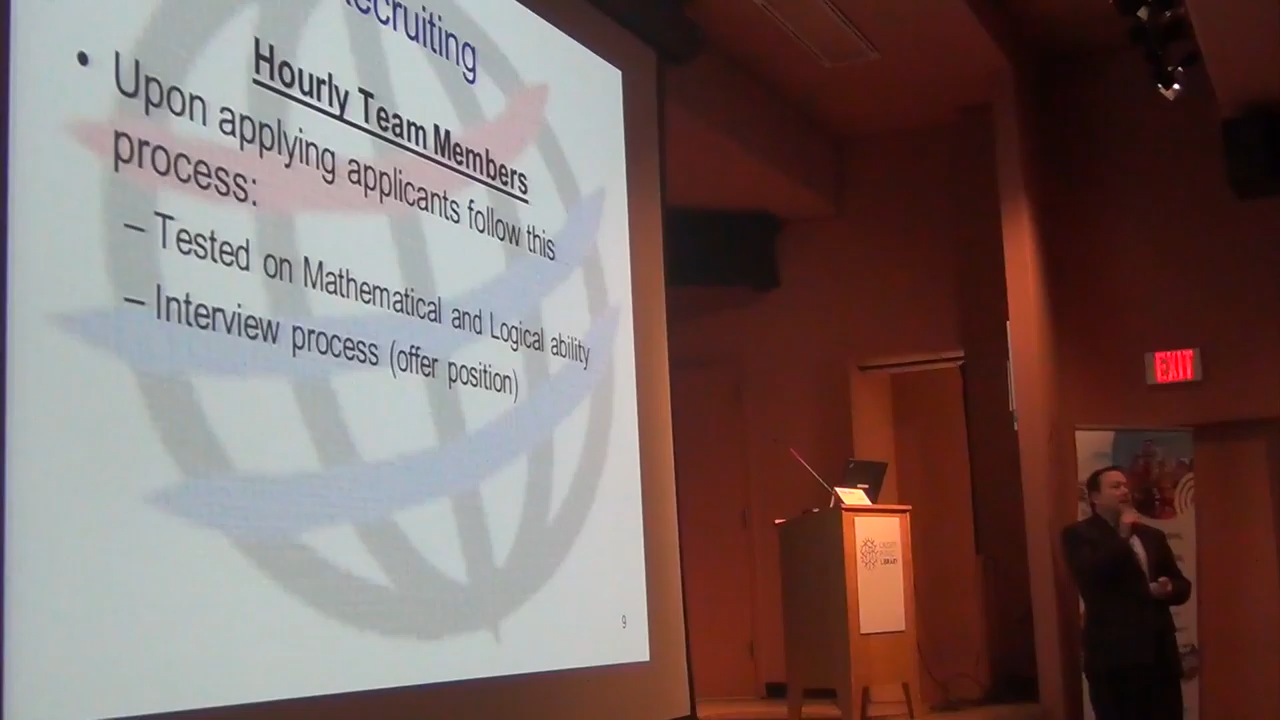 Recruiting
Hourly Team Members
• Upon applying applicants follow this
process:
– Tested on Mathematical and Logical ability
– Interview process (offer position)
9
EXIT
LIBRARY